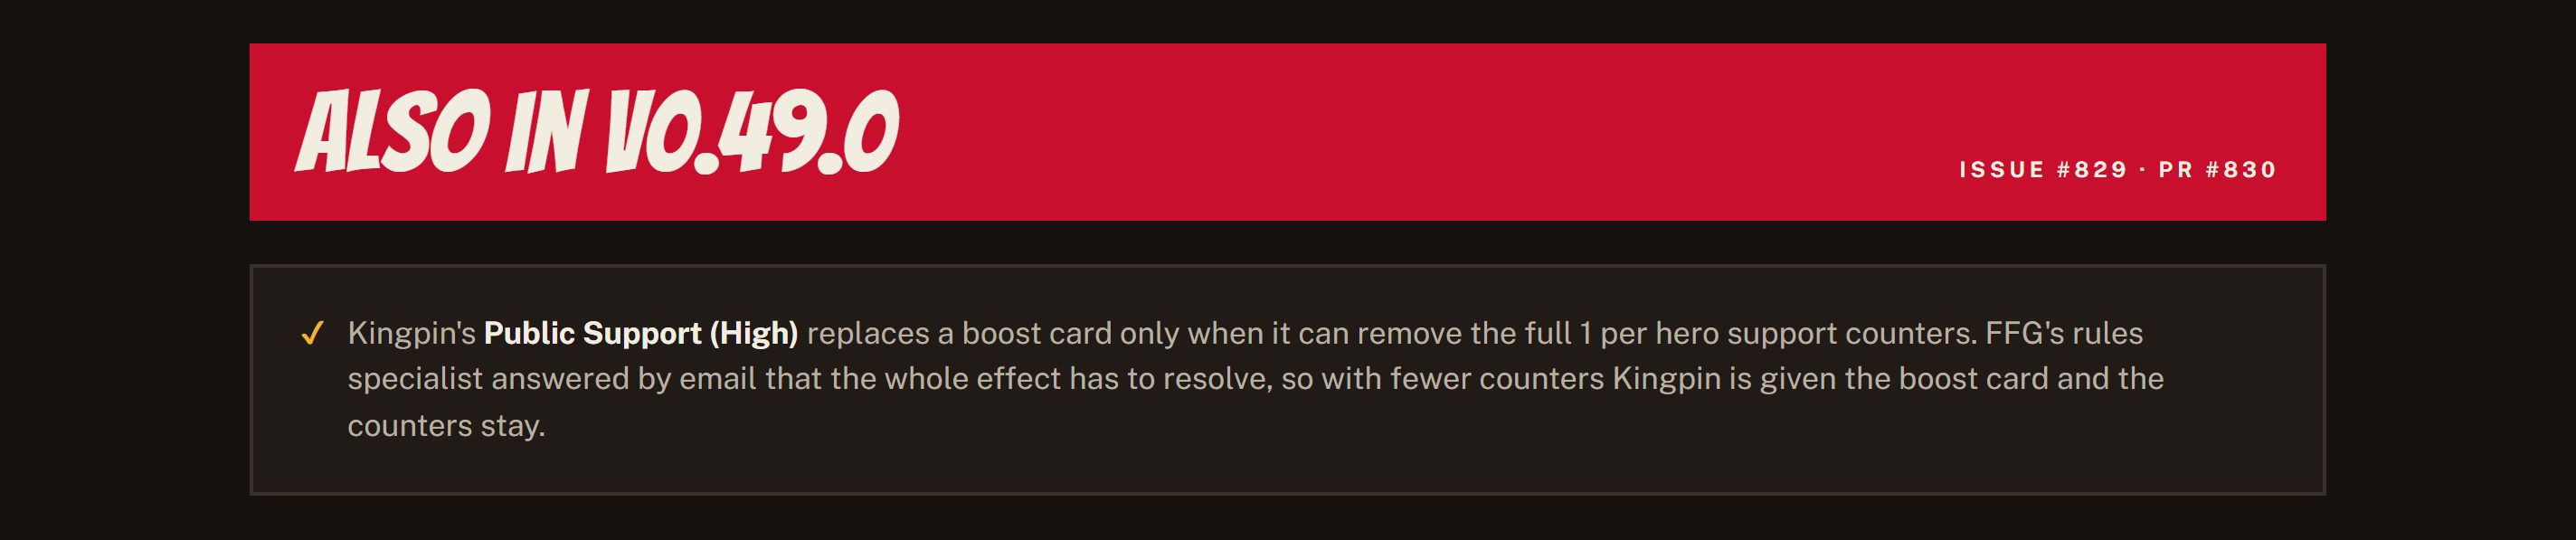 ALSO IN V0.49.0
ISSUE #829 · PR #830
✓ Kingpin's Public Support (High) replaces a boost card only when it can remove the full 1 per hero support counters. FFG's rules
specialist answered by email that the whole effect has to resolve, so with fewer counters Kingpin is given the boost card and the
counters stay.